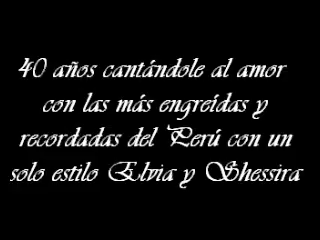 40 años cantándole al amor
con las más engreídas y
recordadas del Perú con un
solo estilo Elvia y Shessira